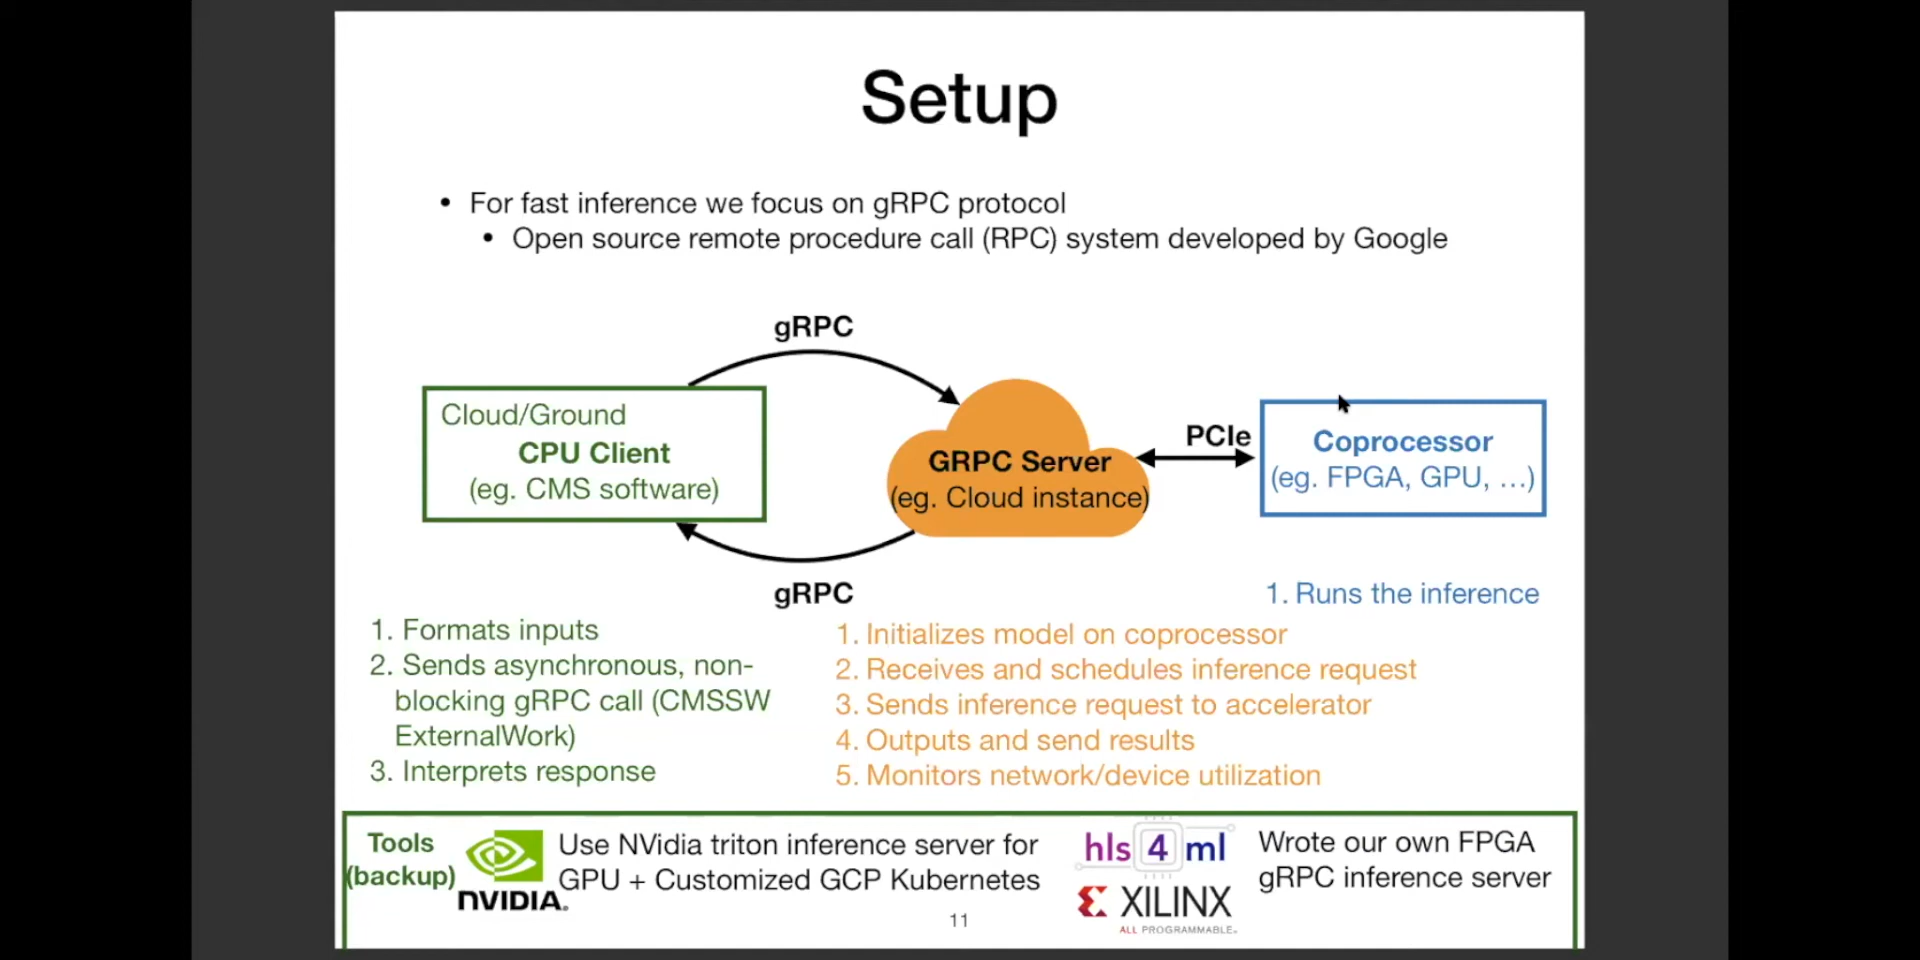 Setup
• For fast inference we focus on gRPC protocol
• Open source remote procedure call (RPC) system developed by Google
gRPC
Cloud/Ground
CPU Client
(eg. CMS software)
GRPC Server
(eg. Cloud instance)
PCIe
Coprocessor
(eg. FPGA, GPU, ...)
gRPC
1. Formats inputs
2. Sends asynchronous, non-
blocking gRPC call (CMSSW
ExternalWork)
3. Interprets response
1. Initializes model on coprocessor
2. Receives and schedules inference request
3. Sends inference request to accelerator
4. Outputs and send results
5. Monitors network/device utilization
1. Runs the inference
Tools
(backup)
NVIDIA.
Use NVidia triton inference server for
GPU + Customized GCP Kubernetes
hls 4 ml
XILINX
ALL PROGRAMMABLE.
Wrote our own FPGA
gRPC inference server
11